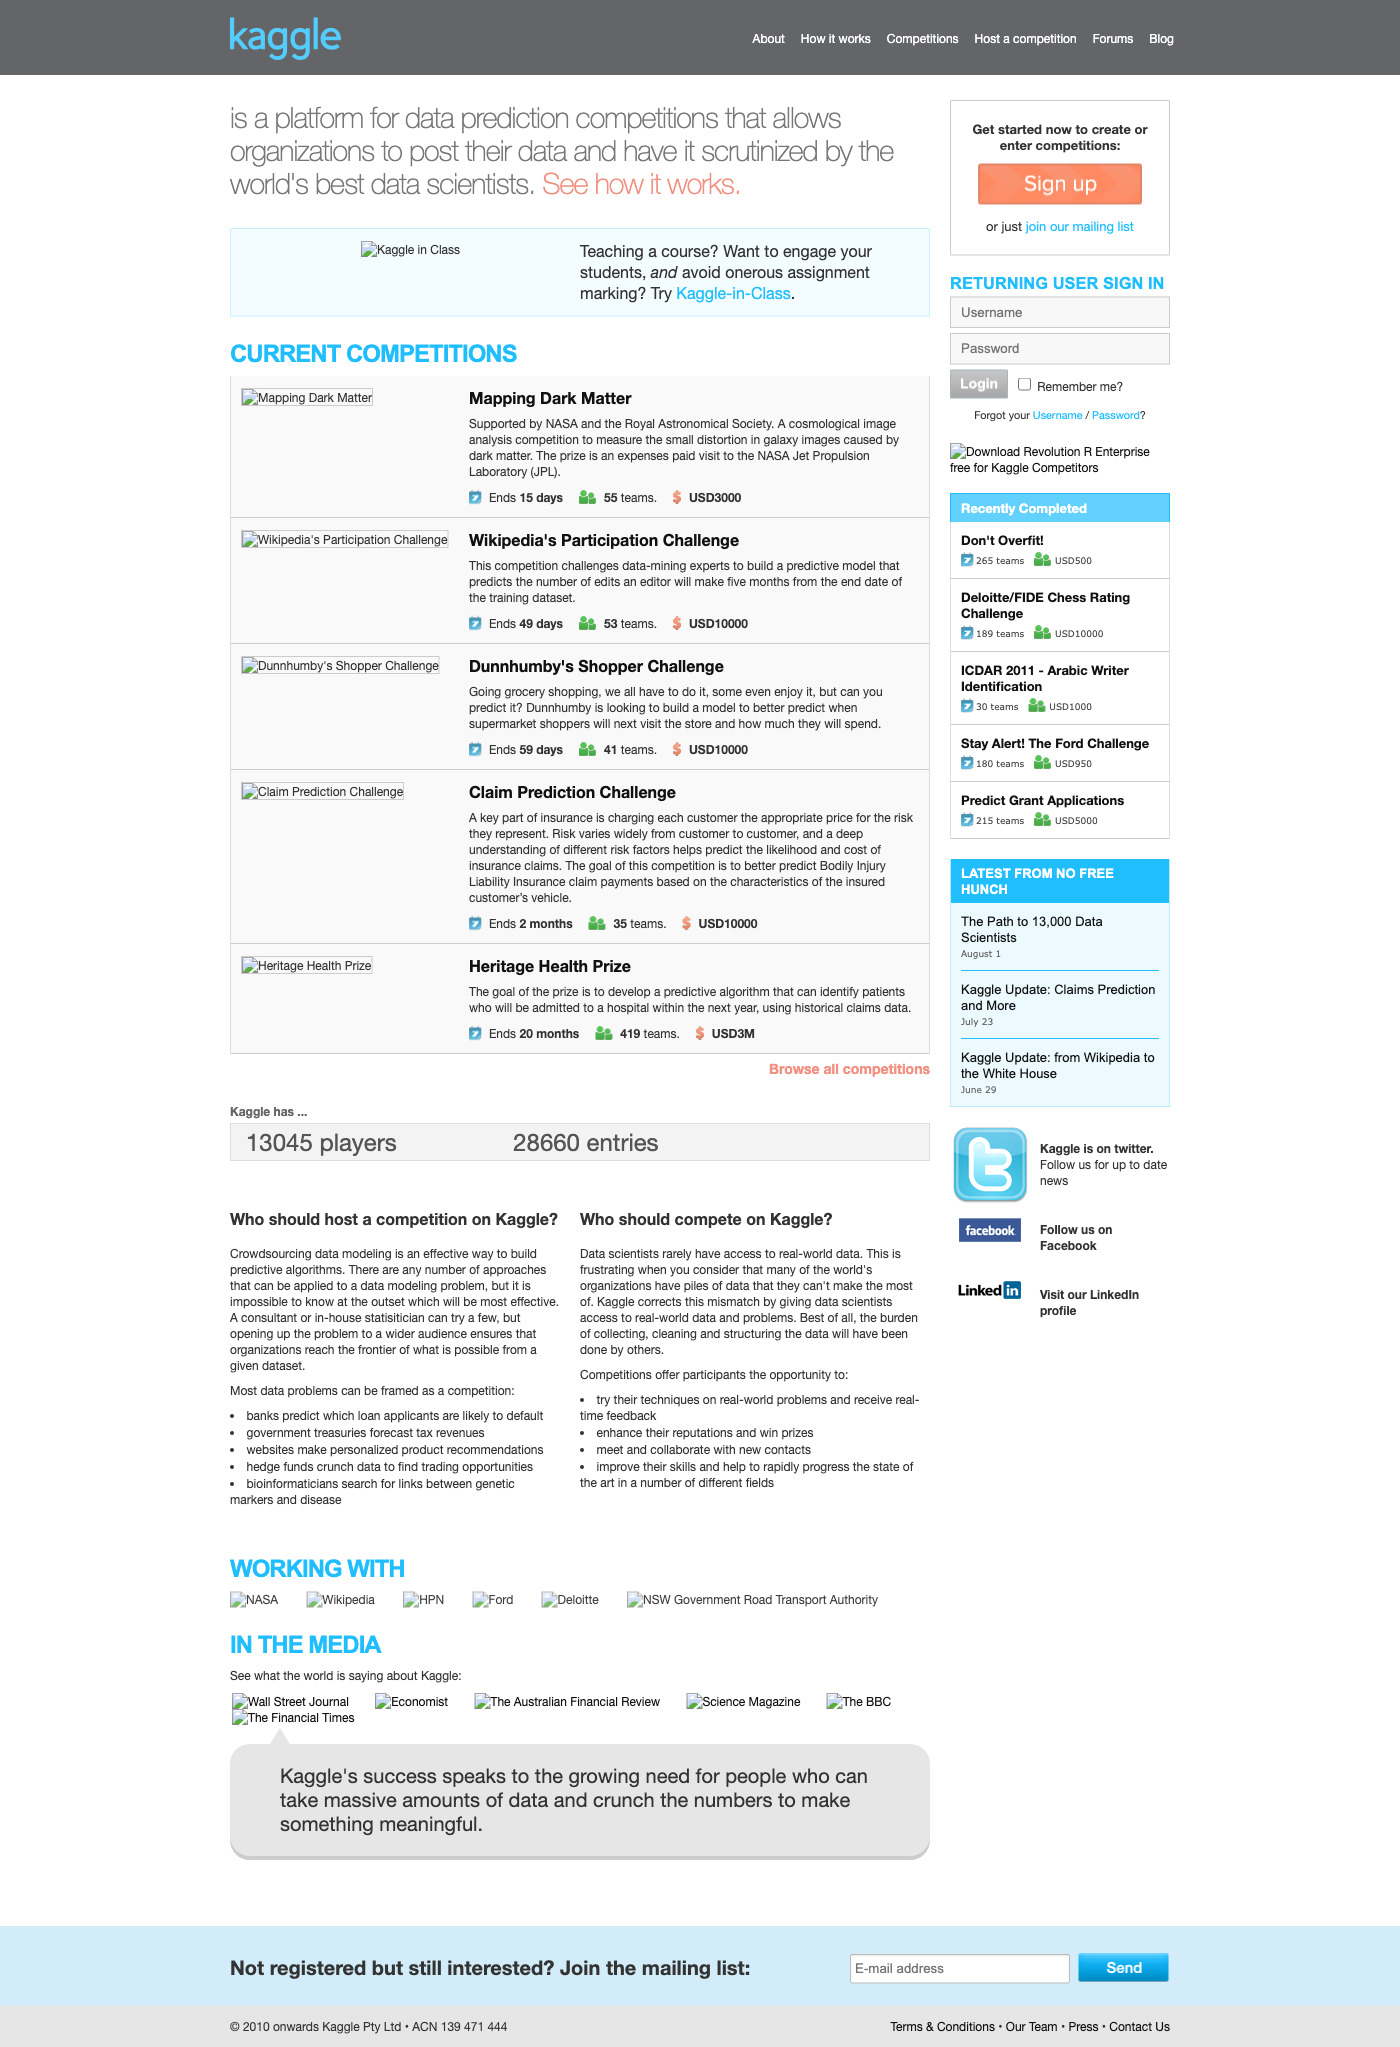 kaggle
About How it works Competitions Host a competition Forums Blog
is a platform for data prediction competitions that allows
organizations to post their data and have it scrutinized by the
world's best data scientists. See how it works.
Kaggle in Class
Teaching a course? Want to engage your
students, and avoid onerous assignment
marking? Try Kaggle-in-Class.
CURRENT COMPETITIONS
Mapping Dark Matter
Mapping Dark Matter
Supported by NASA and the Royal Astronomical Society. A cosmological image
analysis competition to measure the small distortion in galaxy images caused by
dark matter. The prize is an expenses paid visit to the NASA Jet Propulsion
Laboratory (JPL).
Ends 15 days 55 teams. USD3000
Wikipedia's Participation Challenge
Wikipedia's Participation Challenge
This competition challenges data-mining experts to build a predictive model that
predicts the number of edits an editor will make five months from the end date of
the training dataset.
Ends 49 days 53 teams. USD10000
Dunnhumby's Shopper Challenge
Dunnhumby's Shopper Challenge
Going grocery shopping, we all have to do it, some even enjoy it, but can you
predict it? Dunnhumby is looking to build a model to better predict when
supermarket shoppers will next visit the store and how much they will spend.
Ends 59 days 41 teams. USD10000
Claim Prediction Challenge
Claim Prediction Challenge
A key part of insurance is charging each customer the appropriate price for the risk
they represent. Risk varies widely from customer to customer, and a deep
understanding of different risk factors helps predict the likelihood and cost of
insurance claims. The goal of this competition is to better predict Bodily Injury
Liability Insurance claim payments based on the characteristics of the insured
customer's vehicle.
Ends 2 months 35 teams. USD10000
Heritage Health Prize
Heritage Health Prize
The goal of the prize is to develop a predictive algorithm that can identify patients
who will be admitted to a hospital within the next year, using historical claims data.
Ends 20 months 419 teams. USD3M
Browse all competitions
Kaggle has ...
13045 players 28660 entries
Who should host a competition on Kaggle?
Crowdsourcing data modeling is an effective way to build
predictive algorithms. There are any number of approaches
that can be applied to a data modeling problem, but it is
impossible to know at the outset which will be most effective.
A consultant or in-house statisitician can try a few, but
opening up the problem to a wider audience ensures that
organizations reach the frontier of what is possible from a
given dataset.
Most data problems can be framed as a competition:
• banks predict which loan applicants are likely to default
• government treasuries forecast tax revenues
• websites make personalized product recommendations
• hedge funds crunch data to find trading opportunities
• bioinformaticians search for links between genetic
markers and disease
Who should compete on Kaggle?
Data scientists rarely have access to real-world data. This is
frustrating when you consider that many of the world's
organizations have piles of data that they can't make the most
of. Kaggle corrects this mismatch by giving data scientists
access to real-world data and problems. Best of all, the burden
of collecting, cleaning and structuring the data will have been
done by others.
Competitions offer participants the opportunity to:
• try their techniques on real-world problems and receive real-
time feedback
• enhance their reputations and win prizes
• meet and collaborate with new contacts
• improve their skills and help to rapidly progress the state of
the art in a number of different fields
WORKING WITH
NASA Wikipedia HPN Ford Deloitte NSW Government Road Transport Authority
IN THE MEDIA
See what the world is saying about Kaggle:
Wall Street Journal Economist The Australian Financial Review Science Magazine The BBC
The Financial Times
Kaggle's success speaks to the growing need for people who can
take massive amounts of data and crunch the numbers to make
something meaningful.
Get started now to create or
enter competitions:
Sign up
or just join our mailing list
RETURNING USER SIGN IN
Username
Password
Login Remember me?
Forgot your Username / Password?
Download Revolution R Enterprise
free for Kaggle Competitors
Recently Completed
Don't Overfit!
265 teams USD500
Deloitte/FIDE Chess Rating
Challenge
189 teams USD10000
ICDAR 2011 - Arabic Writer
Identification
30 teams USD1000
Stay Alert! The Ford Challenge
180 teams USD950
Predict Grant Applications
215 teams USD5000
LATEST FROM NO FREE
HUNCH
The Path to 13,000 Data
Scientists
August 1
Kaggle Update: Claims Prediction
and More
July 23
Kaggle Update: from Wikipedia to
the White House
June 29
Kaggle is on twitter.
Follow us for up to date
news
facebook
Follow us on
Facebook
Linked in
Visit our LinkedIn
profile
Not registered but still interested? Join the mailing list:
E-mail address
Send
© 2010 onwards Kaggle Pty Ltd • ACN 139 471 444
Terms & Conditions • Our Team • Press • Contact Us